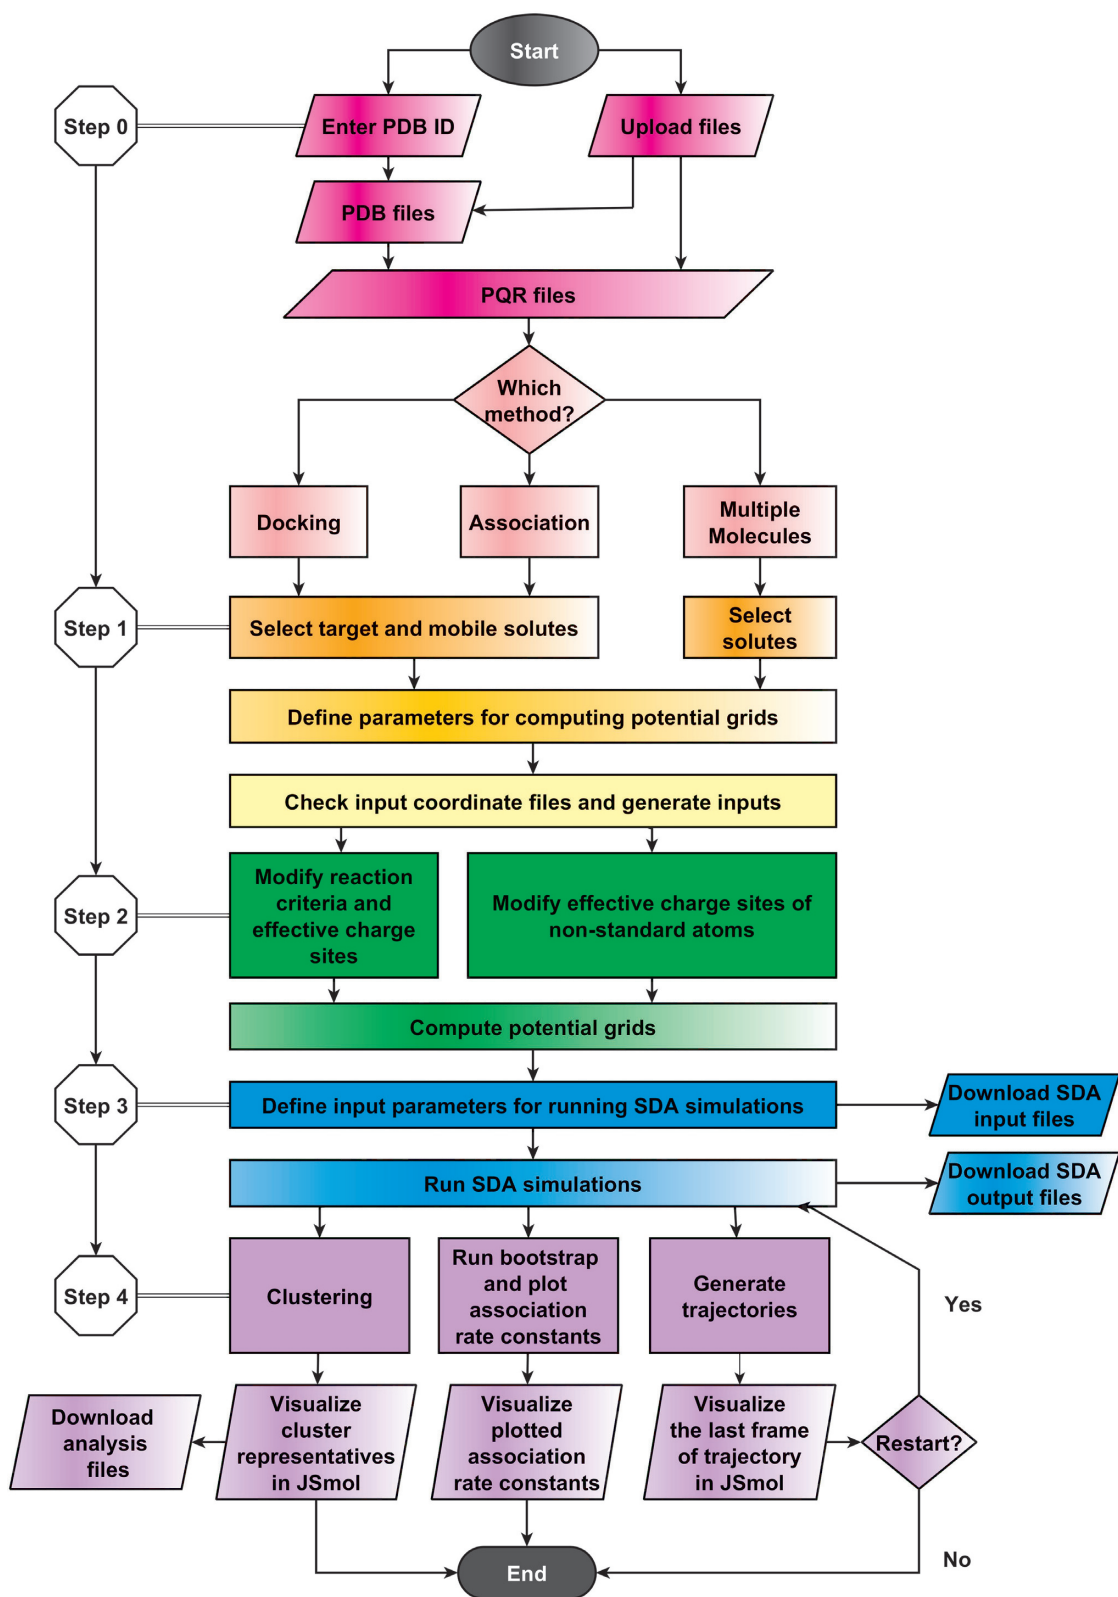 Start
Step 0
Enter PDB ID
Upload files
PDB files
PQR files
Which
method?
Docking
Association
Multiple
Molecules
Step 1
Select target and mobile solutes
Select
solutes
Define parameters for computing potential grids
Check input coordinate files and generate inputs
Step 2
Modify reaction
criteria and
effective charge
sites
Modify effective charge sites of
non-standard atoms
Compute potential grids
Step 3
Define input parameters for running SDA simulations
Download SDA
input files
Run SDA simulations
Download SDA
output files
Step 4
Clustering
Run bootstrap
and plot
association
rate constants
Generate
trajectories
Yes
Download
analysis
files
Visualize
cluster
representatives
in JSmol
Visualize
plotted
association
rate constants
Visualize
the last frame
of trajectory
in JSmol
Restart?
No
End